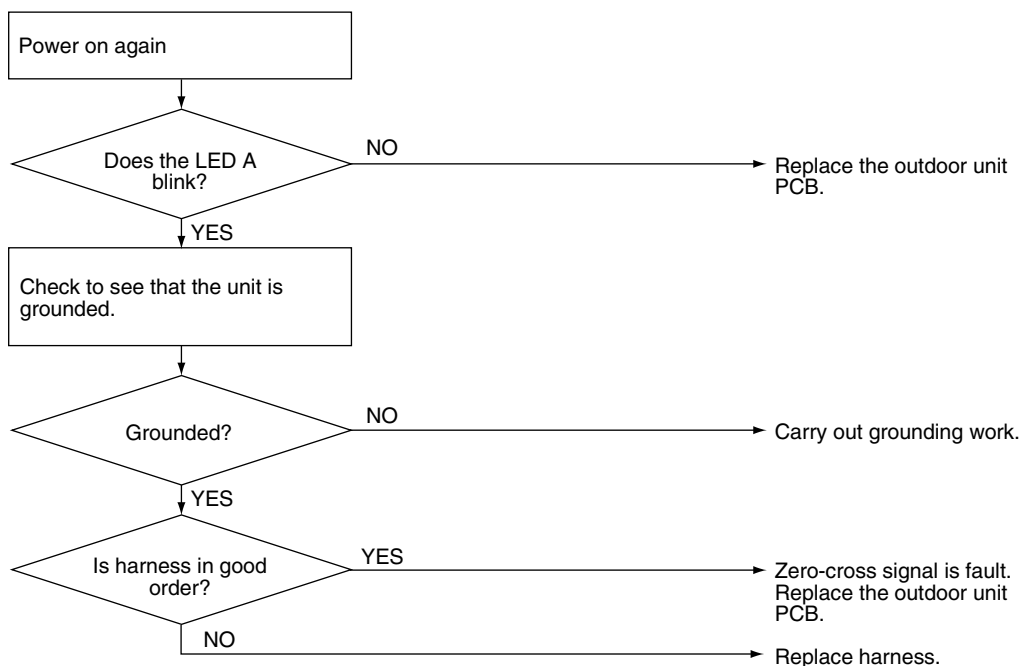 Power on again
Does the LED A
blink?
NO
Replace the outdoor unit
PCB.
YES
Check to see that the unit is
grounded.
Grounded?
NO
Carry out grounding work.
YES
Is harness in good
order?
YES
Zero-cross signal is fault.
Replace the outdoor unit
PCB.
NO
Replace harness.